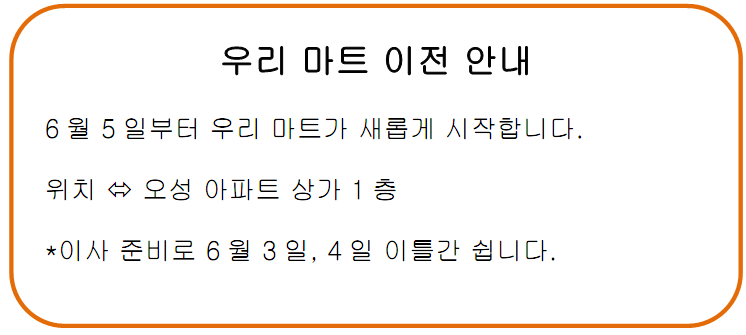 우리 마트 이전 안내
6월 5일부터 우리 마트가 새롭게 시작합니다.
위치 ⇔ 오성 아파트 상가 1층
*이사 준비로 6월 3일, 4일 이틀간 쉽니다.